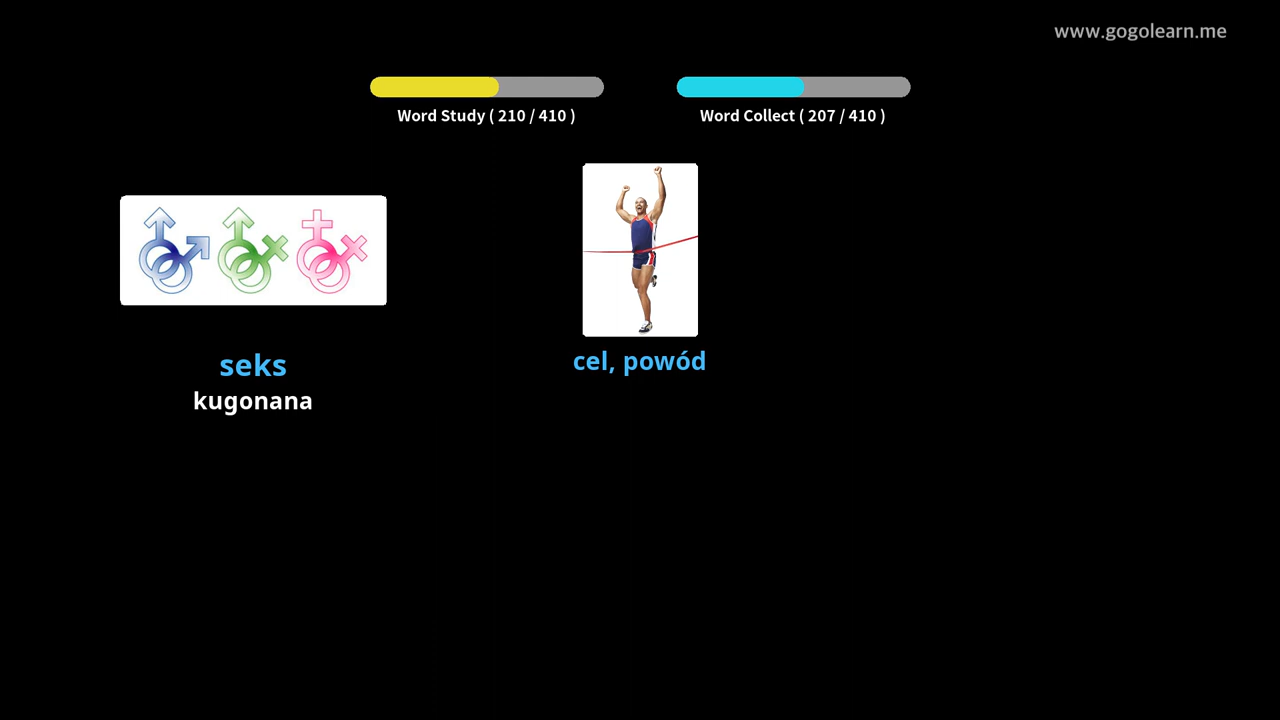 www.gogolearn.me
Word Study ( 210 / 410 )
Word Collect ( 207 / 410 )
seks
kugonana
cel, powód